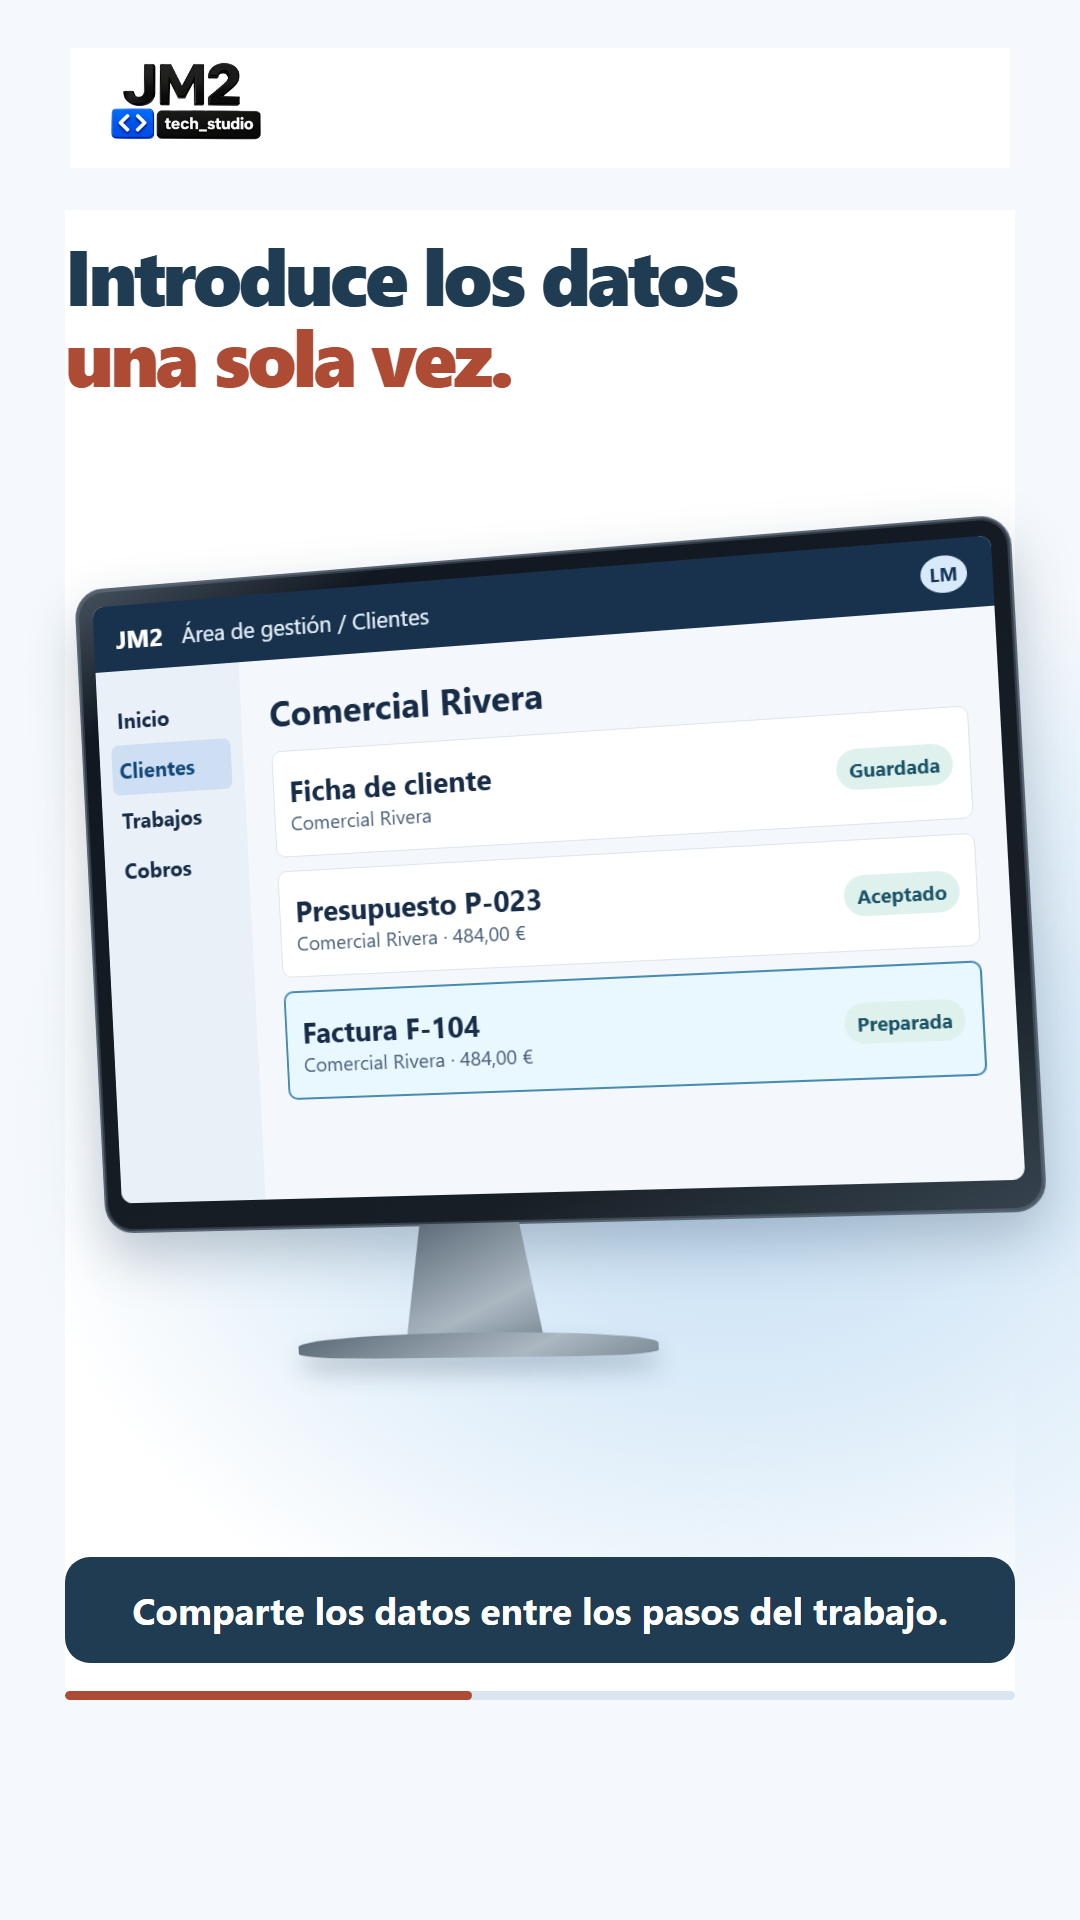 JM2
<> tech_studio
Introduce los datos
una sola vez.
JM2 Área de gestión / Clientes
LM
Inicio
Clientes
Trabajos
Cobros
Comercial Rivera
Ficha de cliente
Comercial Rivera
Guardada
Presupuesto P-023
Comercial Rivera · 484,00 €
Aceptado
Factura F-104
Comercial Rivera · 484,00 €
Preparada
Comparte los datos entre los pasos del trabajo.